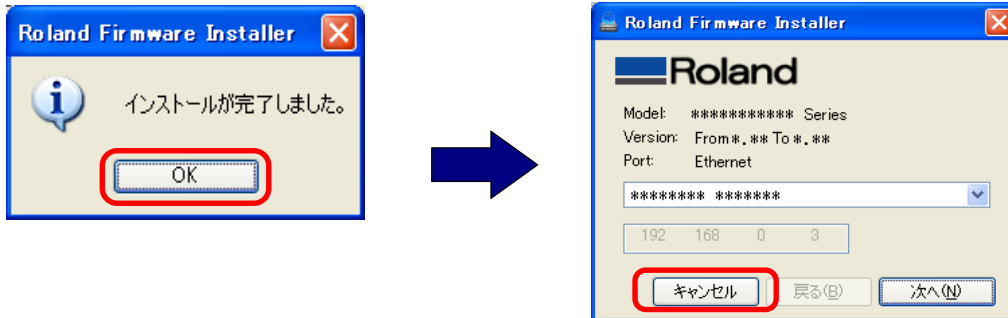 Roland Firmware Installer
インストールが完了しました。
OK
Roland Firmware Installer
Roland
Model: *********** Series
Version: From *.** To *.**
Port: Ethernet
******** *******
192 168 0 3
キャンセル 戻る(B) 次へ(N)